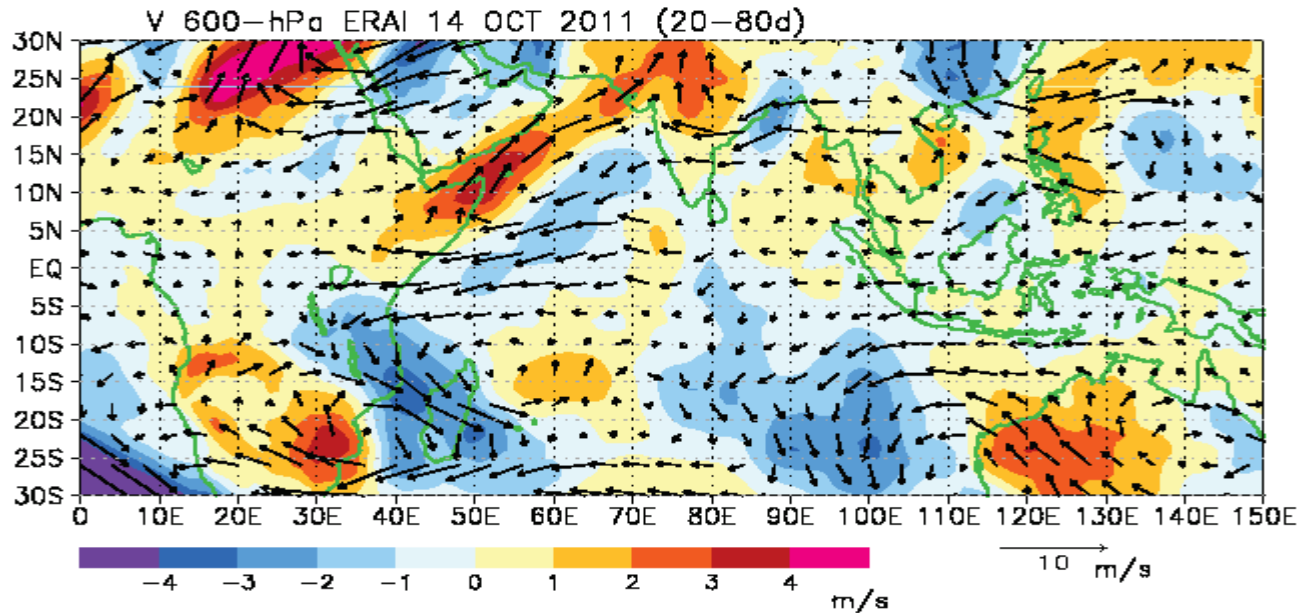 V 600-hPa ERAI 14 OCT 2011 (20-80d)
30N
25N
20N
15N
10N
5N
EQ
5S
10S
15S
20S
25S
30S
0 10E 20E 30E 40E 50E 60E 70E 80E 90E 100E 110E 120E 130E 140E 150E
-4 -3 -2 -1 0 1 2 3 4
m/s
10 m/s